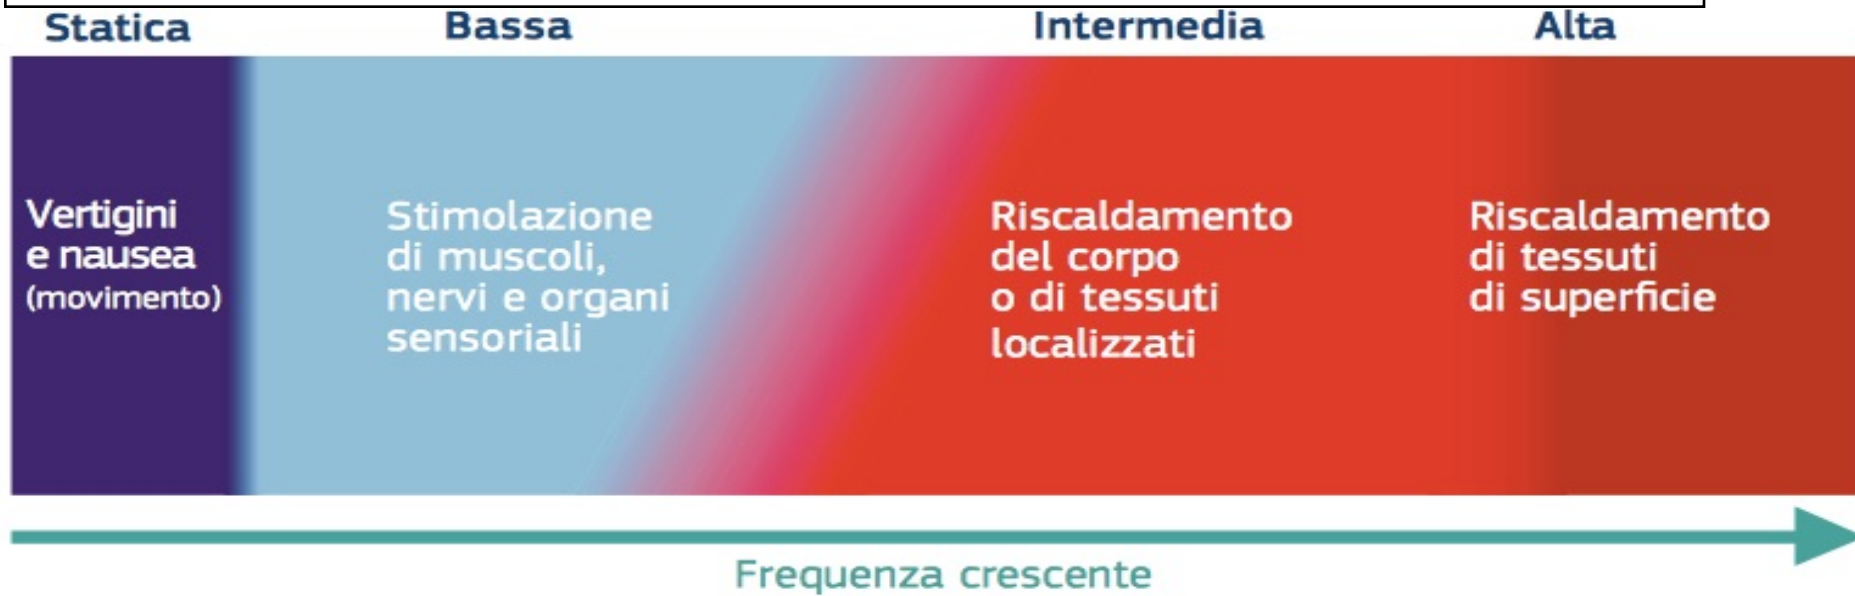 Statica Bassa Intermedia Alta
Vertigini
e nausea
(movimento)
Stimolazione
di muscoli,
nervi e organi
sensoriali
Riscaldamento
del corpo
o di tessuti
localizzati
Riscaldamento
di tessuti
di superficie
Frequenza crescente